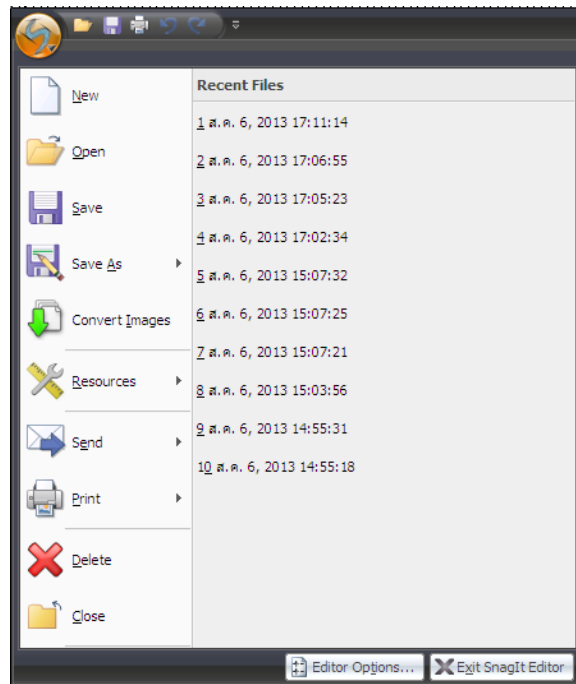 New
Open
Save
Save As
Convert Images
Resources
Send
Print
Delete
Close
Recent Files
1 ส.ค. 6, 2013 17:11:14
2 ส.ค. 6, 2013 17:06:55
3 ส.ค. 6, 2013 17:05:23
4 ส.ค. 6, 2013 17:02:34
5 ส.ค. 6, 2013 15:07:32
6 ส.ค. 6, 2013 15:07:25
7 ส.ค. 6, 2013 15:07:21
8 ส.ค. 6, 2013 15:03:56
9 ส.ค. 6, 2013 14:55:31
10 ส.ค. 6, 2013 14:55:18
Editor Options...
Exit SnagIt Editor